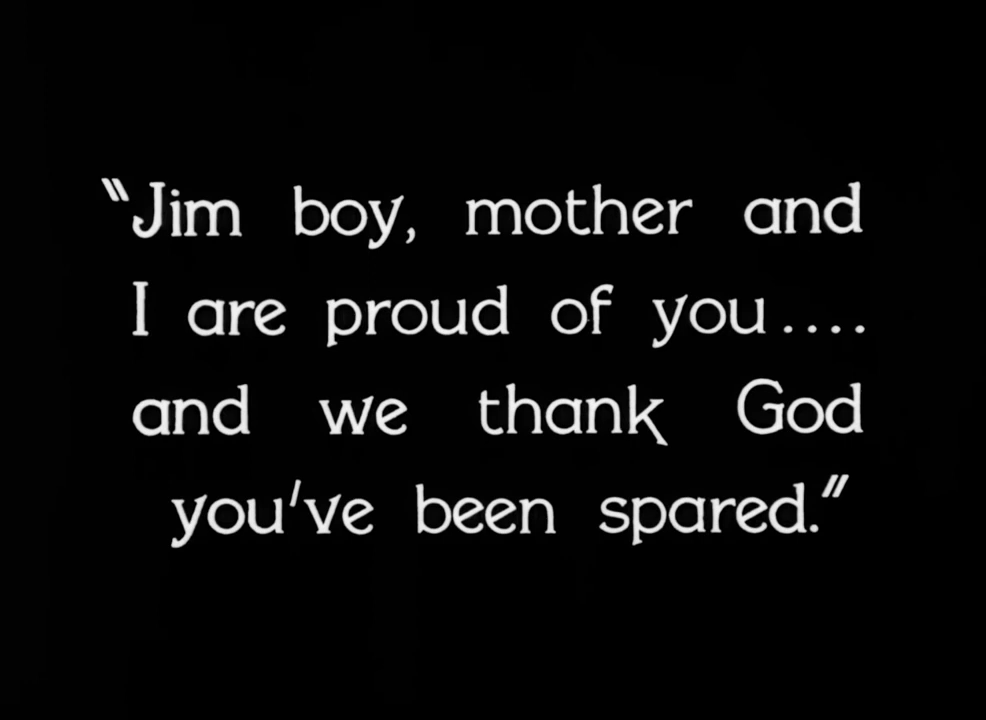 "Jim boy, mother and
I are proud of you....
and we thank God
you've been spared."